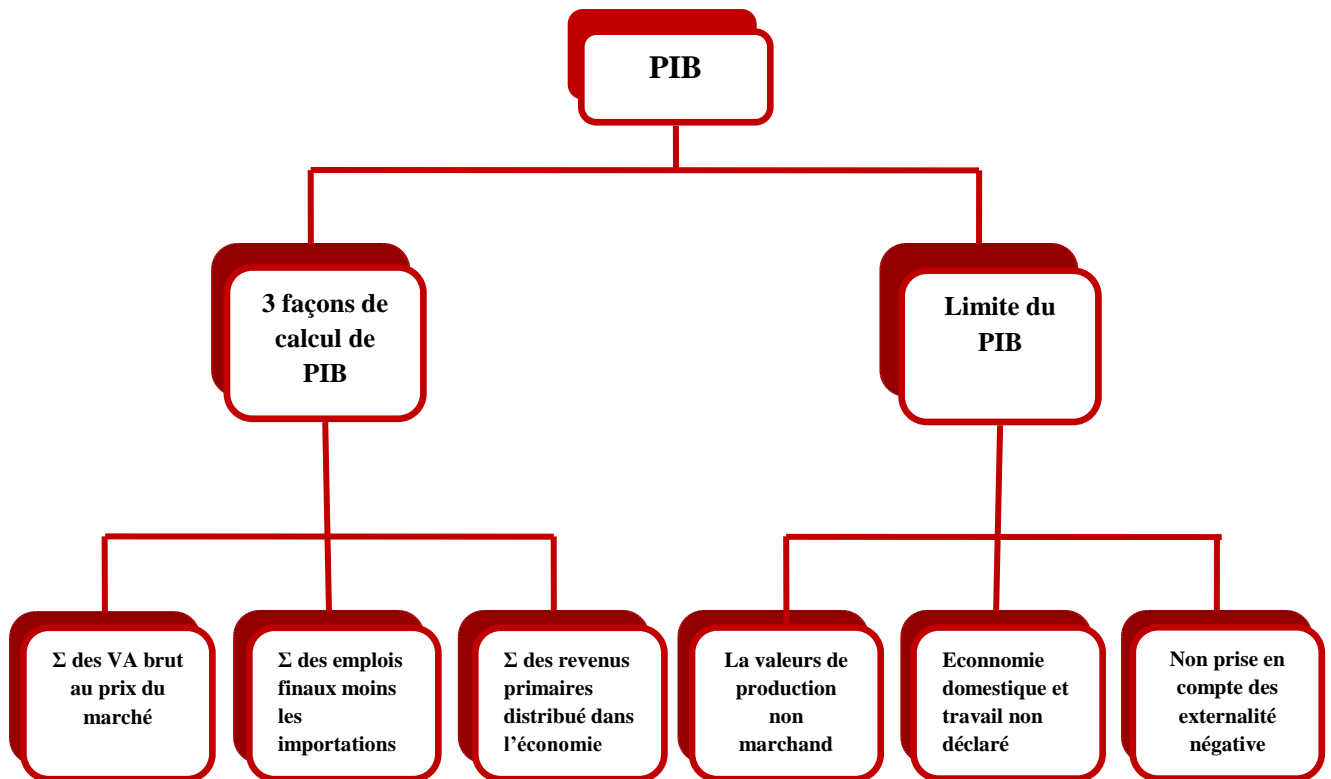 PIB
3 façons de
calcul de
PIB
Limite du
PIB
Σ des VA brut
au prix du
marché
Σ des emplois
finaux moins
les
importations
Σ des revenus
primaires
distribué dans
l’économie
La valeurs de
production
non
marchand
Econnomie
domestique et
travail non
déclaré
Non prise en
compte des
externalité
négative